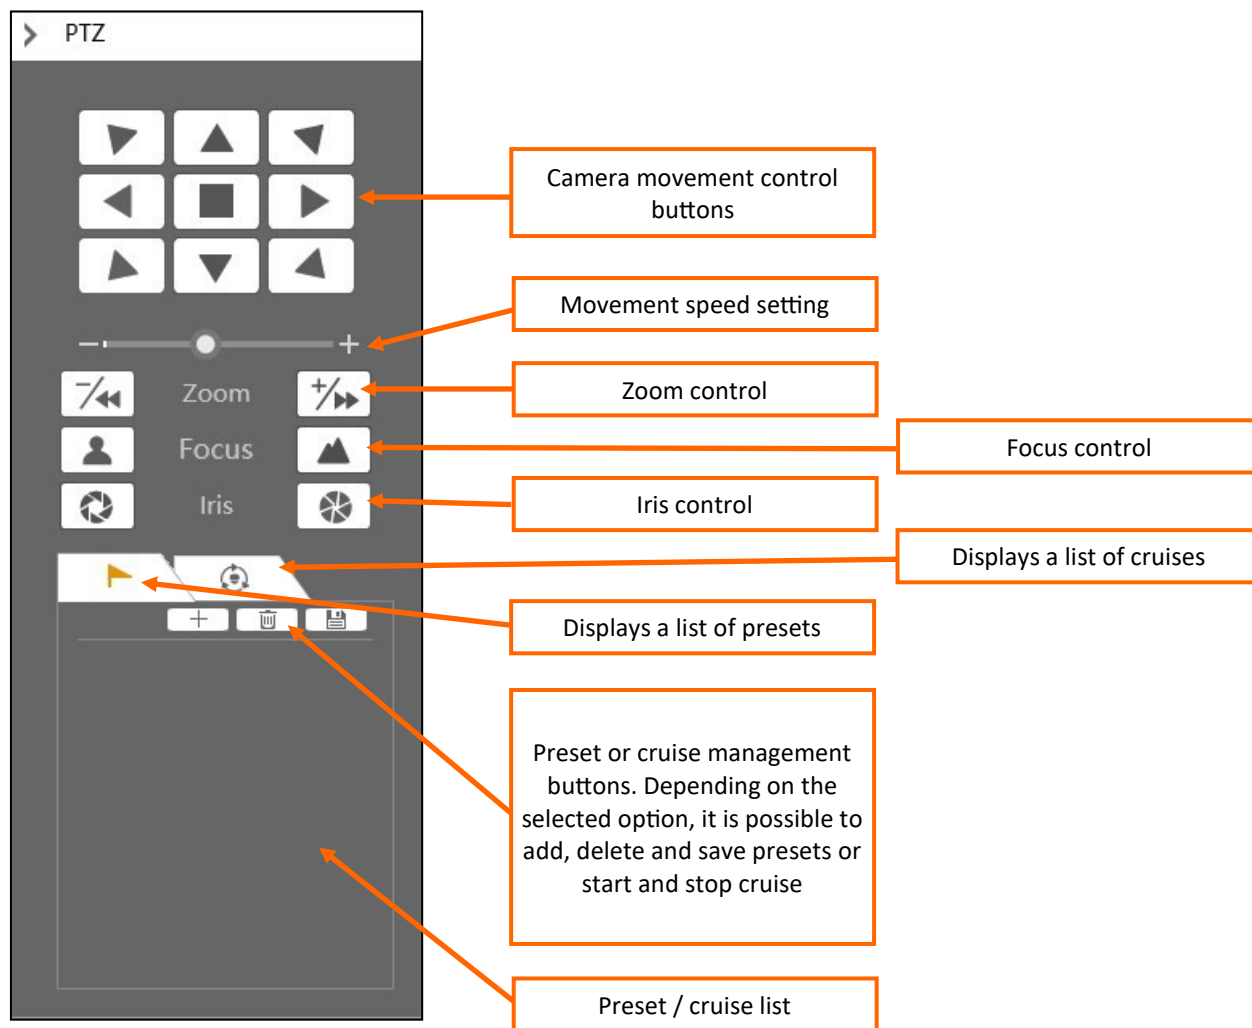 PTZ
Camera movement control
buttons
Movement speed setting
Zoom
Zoom control
Focus
Focus control
Iris
Iris control
Displays a list of cruises
Displays a list of presets
Preset or cruise management
buttons. Depending on the
selected option, it is possible to
add, delete and save presets or
start and stop cruise
Preset / cruise list